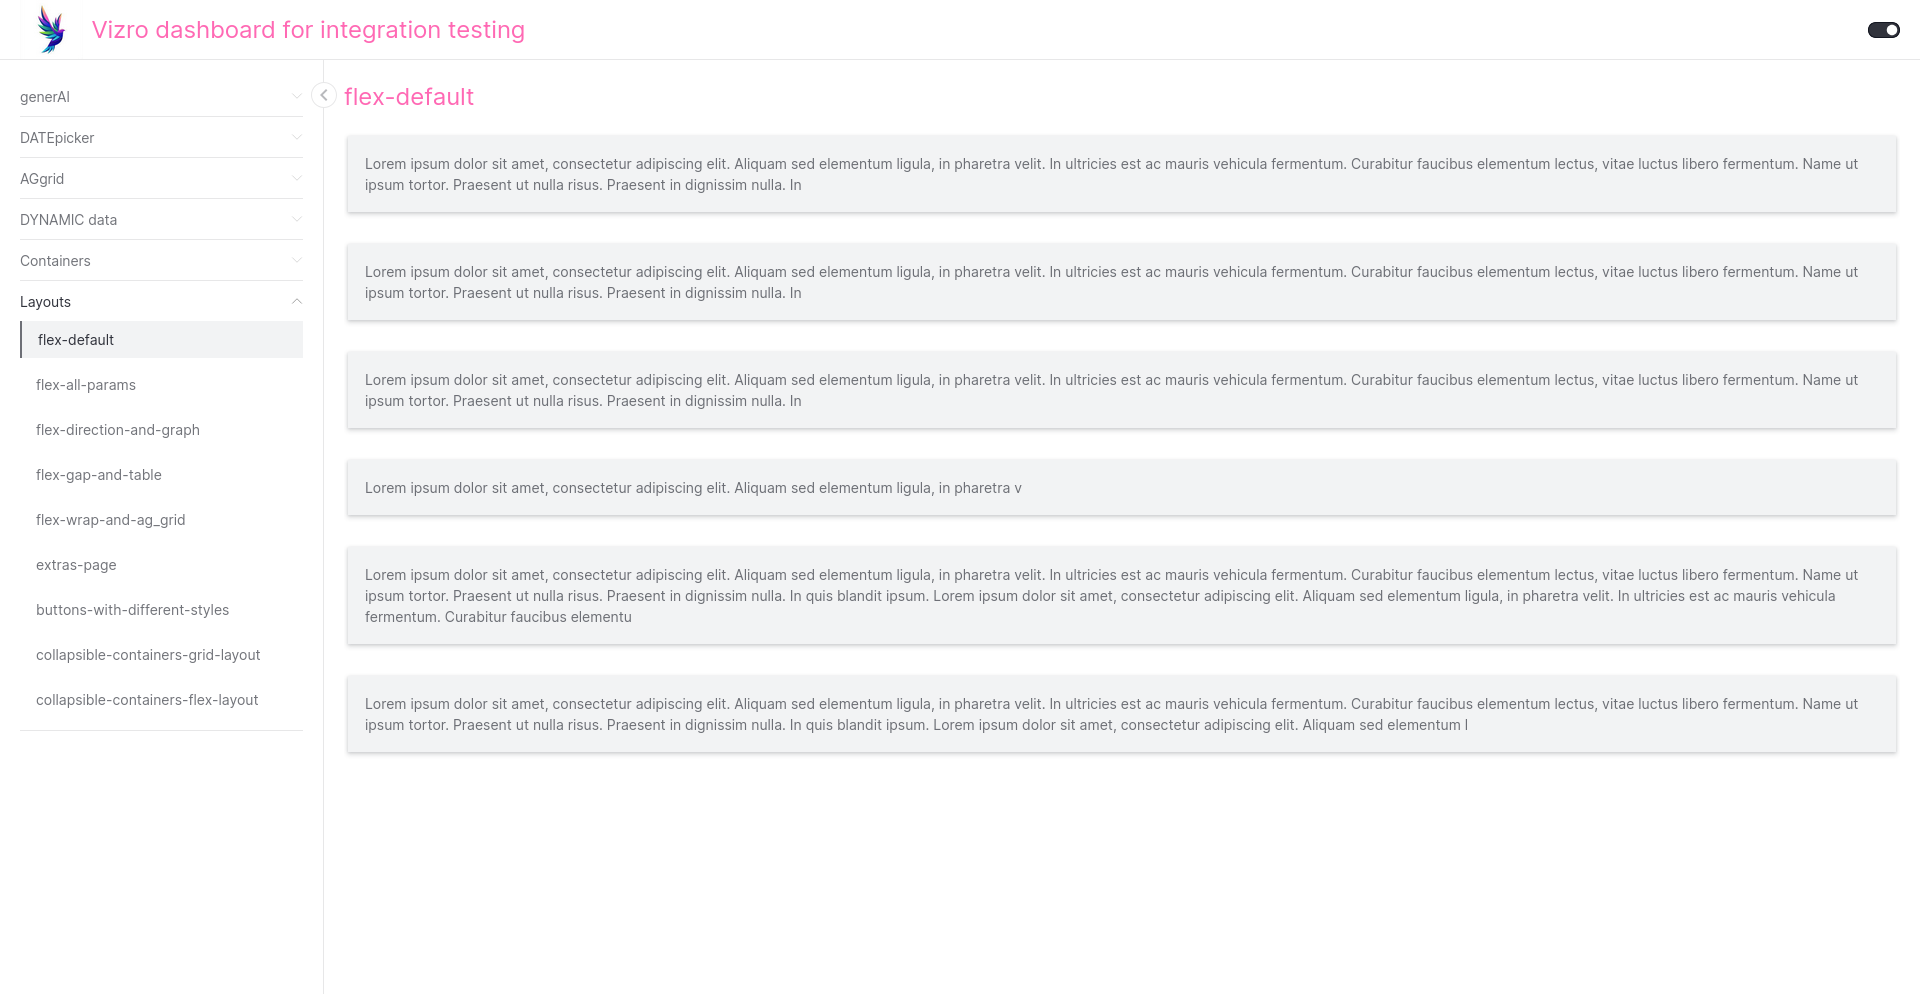 Vizro dashboard for integration testing
generAI
DATEpicker
AGgrid
DYNAMIC data
Containers
Layouts
flex-default
flex-all-params
flex-direction-and-graph
flex-gap-and-table
flex-wrap-and-ag_grid
extras-page
buttons-with-different-styles
collapsible-containers-grid-layout
collapsible-containers-flex-layout
flex-default
Lorem ipsum dolor sit amet, consectetur adipiscing elit. Aliquam sed elementum ligula, in pharetra velit. In ultricies est ac mauris vehicula fermentum. Curabitur faucibus elementum lectus, vitae luctus libero fermentum. Name ut
ipsum tortor. Praesent ut nulla risus. Praesent in dignissim nulla. In
Lorem ipsum dolor sit amet, consectetur adipiscing elit. Aliquam sed elementum ligula, in pharetra velit. In ultricies est ac mauris vehicula fermentum. Curabitur faucibus elementum lectus, vitae luctus libero fermentum. Name ut
ipsum tortor. Praesent ut nulla risus. Praesent in dignissim nulla. In
Lorem ipsum dolor sit amet, consectetur adipiscing elit. Aliquam sed elementum ligula, in pharetra velit. In ultricies est ac mauris vehicula fermentum. Curabitur faucibus elementum lectus, vitae luctus libero fermentum. Name ut
ipsum tortor. Praesent ut nulla risus. Praesent in dignissim nulla. In
Lorem ipsum dolor sit amet, consectetur adipiscing elit. Aliquam sed elementum ligula, in pharetra v
Lorem ipsum dolor sit amet, consectetur adipiscing elit. Aliquam sed elementum ligula, in pharetra velit. In ultricies est ac mauris vehicula fermentum. Curabitur faucibus elementum lectus, vitae luctus libero fermentum. Name ut
ipsum tortor. Praesent ut nulla risus. Praesent in dignissim nulla. In quis blandit ipsum. Lorem ipsum dolor sit amet, consectetur adipiscing elit. Aliquam sed elementum ligula, in pharetra velit. In ultricies est ac mauris vehicula
fermentum. Curabitur faucibus elementu
Lorem ipsum dolor sit amet, consectetur adipiscing elit. Aliquam sed elementum ligula, in pharetra velit. In ultricies est ac mauris vehicula fermentum. Curabitur faucibus elementum lectus, vitae luctus libero fermentum. Name ut
ipsum tortor. Praesent ut nulla risus. Praesent in dignissim nulla. In quis blandit ipsum. Lorem ipsum dolor sit amet, consectetur adipiscing elit. Aliquam sed elementum l